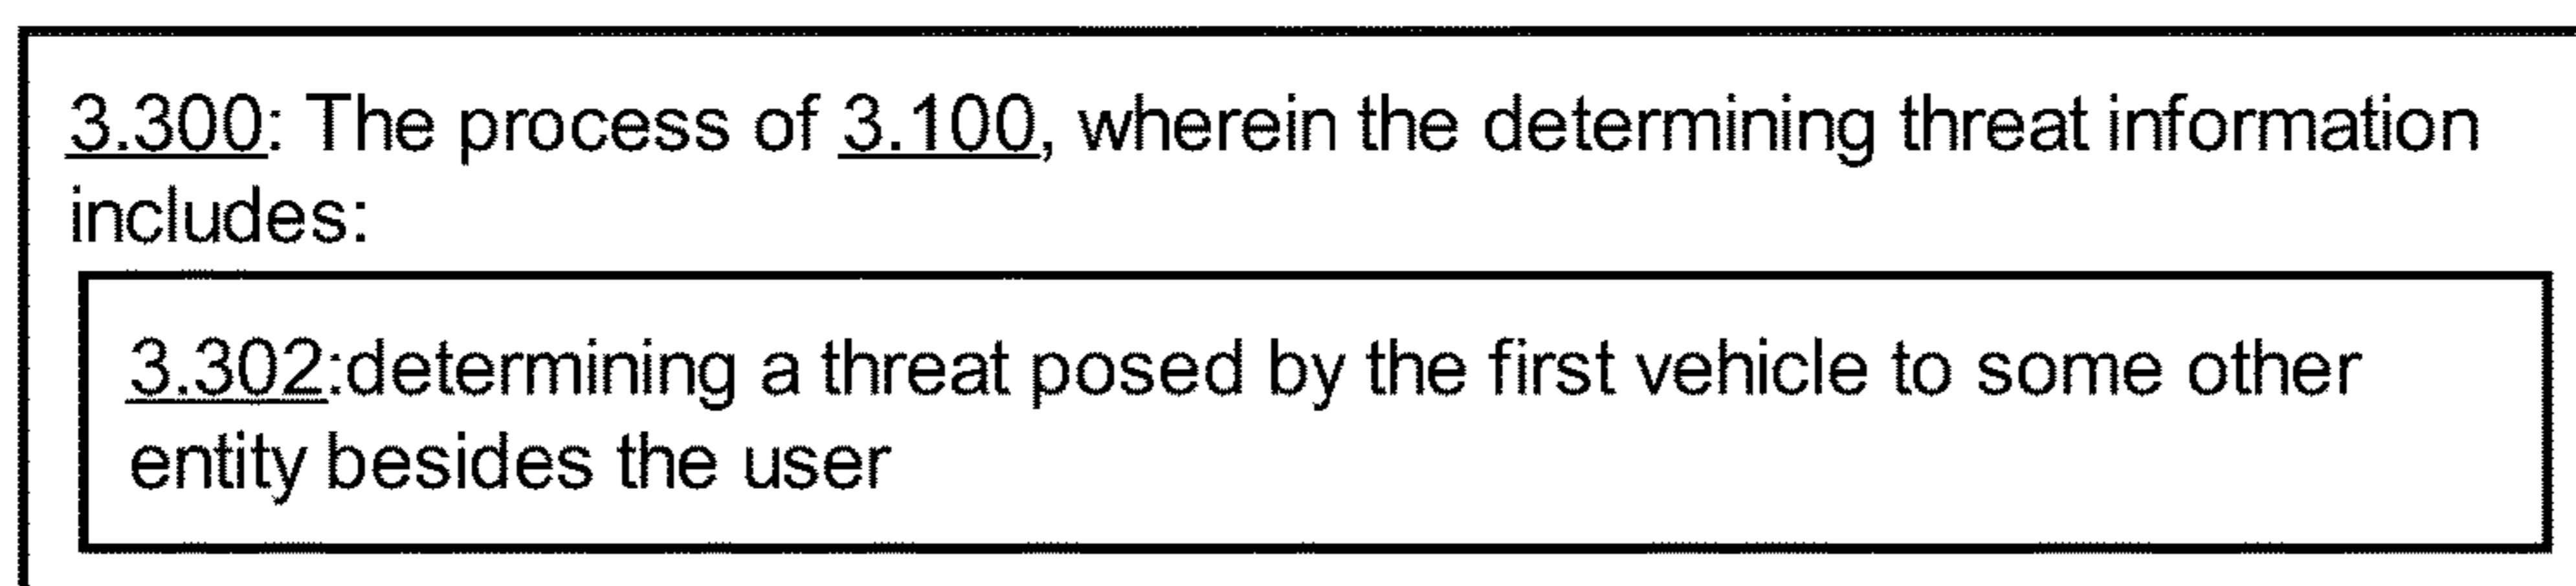 3.300: The process of 3.100, wherein the determining threat information
includes:
3.302:determining a threat posed by the first vehicle to some other
entity besides the user